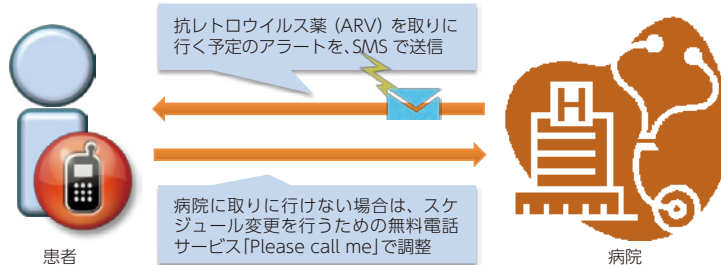 抗レトロウイルス薬（ARV）を取りに
行く予定のアラートを、SMS で送信
H
病院に取りに行けない場合は、スケ
ジュール変更を行うための無料電話
サービス「Please call me」で調整
患者
病院